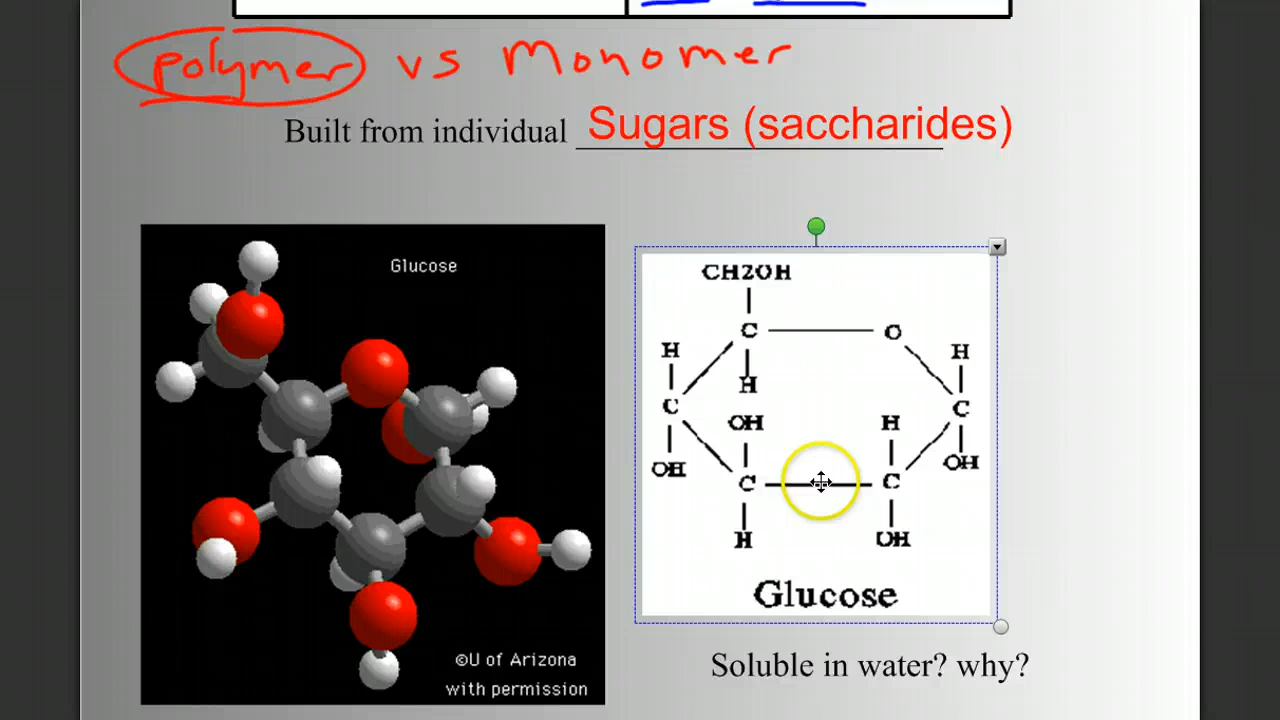 polymer vs Monomer
Built from individual Sugars (saccharides)
Glucose
©U of Arizona
with permission
CH2OH
C O
H H
H
C C
OH H
OH OH
C C
H OH
Glucose
Soluble in water? why?